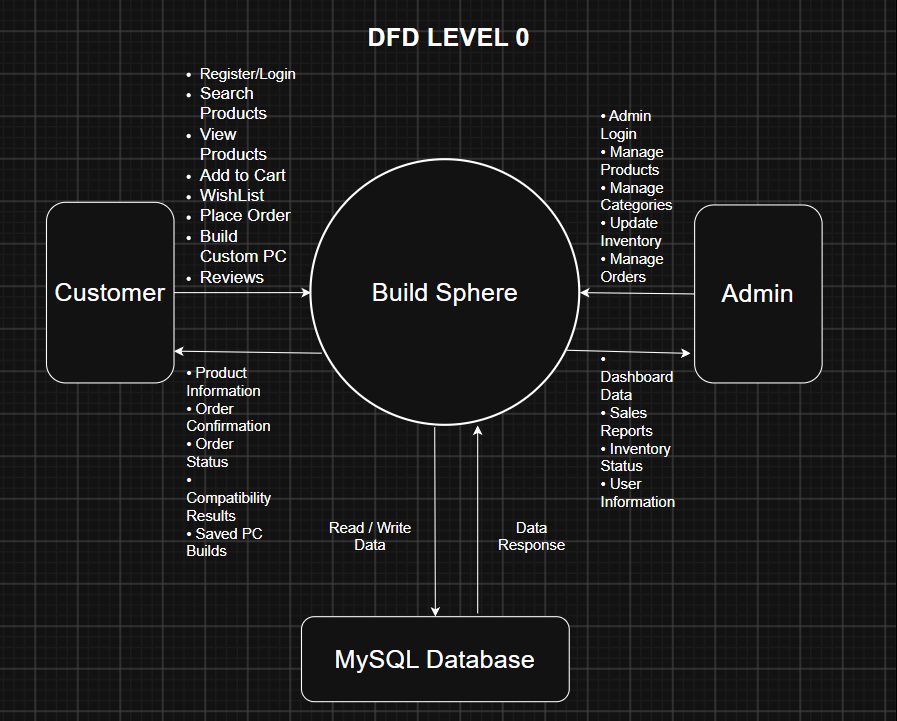 DFD LEVEL 0
• Register/Login
• Search
Products
• View
Products
• Add to Cart
• WishList
• Place Order
• Build
Custom PC
• Reviews
• Admin
Login
• Manage
Products
• Manage
Categories
• Update
Inventory
• Manage
Orders
Customer
Build Sphere
Admin
• Product
Information
• Order
Confirmation
• Order
Status
•
Compatibility
Results
• Saved PC
Builds
•
Dashboard
Data
• Sales
Reports
• Inventory
Status
• User
Information
Read / Write
Data
Data
Response
MySQL Database